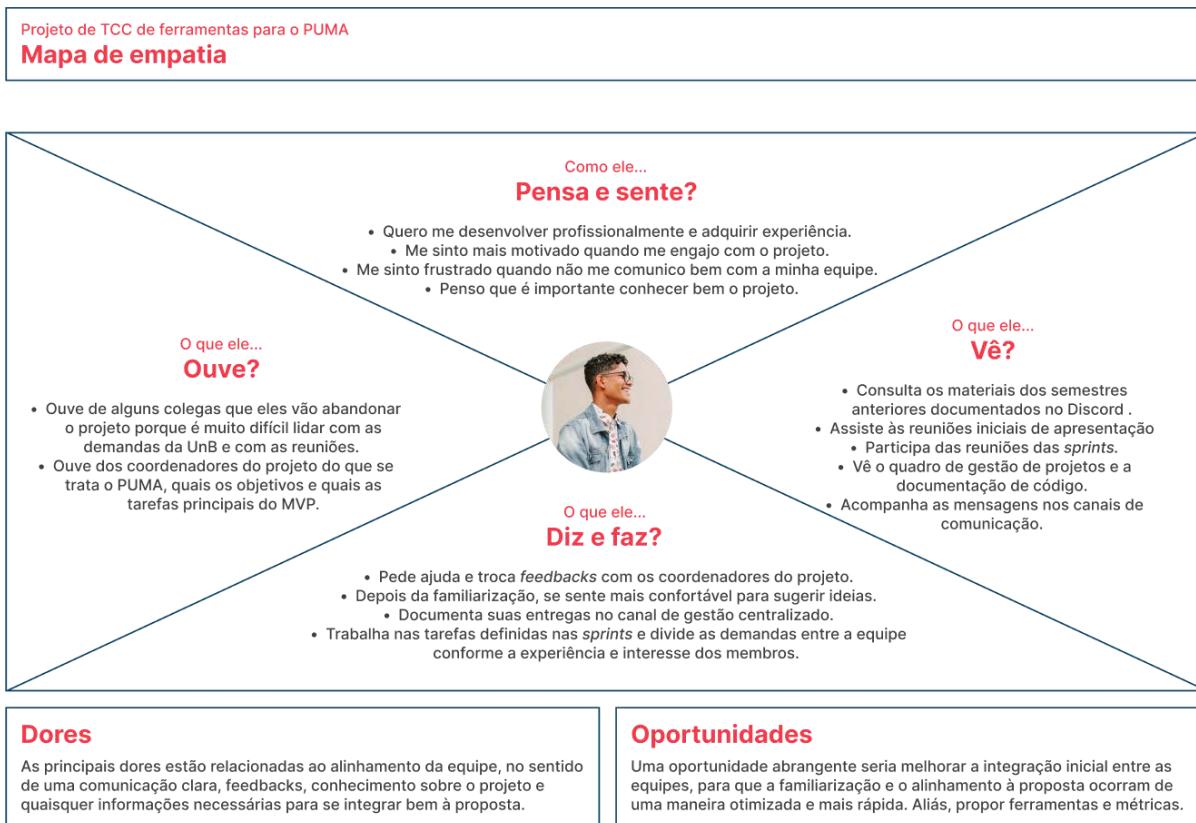 Projeto de TCC de ferramentas para o PUMA
Mapa de empatia
Como ele...
Pensa e sente?
• Quero me desenvolver profissionalmente e adquirir experiência.
• Me sinto mais motivado quando me engajo com o projeto.
• Me sinto frustrado quando não me comunico bem com a minha equipe.
• Penso que é importante conhecer bem o projeto.
O que ele...
Ouve?
• Ouve de alguns colegas que eles vão abandonar
o projeto porque é muito difícil lidar com as
demandas da UnB e com as reuniões.
• Ouve dos coordenadores do projeto do que se
trata o PUMA, quais os objetivos e quais as
tarefas principais do MVP.
O que ele...
Vê?
• Consulta os materiais dos semestres
anteriores documentados no Discord .
• Assiste às reuniões iniciais de apresentação
• Participa das reuniões das sprints.
• Vê o quadro de gestão de projetos e a
documentação de código.
• Acompanha as mensagens nos canais de
comunicação.
O que ele...
Diz e faz?
• Pede ajuda e troca feedbacks com os coordenadores do projeto.
• Depois da familiarização, se sente mais confortável para sugerir ideias.
• Documenta suas entregas no canal de gestão centralizado.
• Trabalha nas tarefas definidas nas sprints e divide as demandas entre a equipe
conforme a experiência e interesse dos membros.
Dores
As principais dores estão relacionadas ao alinhamento da equipe, no sentido
de uma comunicação clara, feedbacks, conhecimento sobre o projeto e
quaisquer informações necessárias para se integrar bem à proposta.
Oportunidades
Uma oportunidade abrangente seria melhorar a integração inicial entre as
equipes, para que a familiarização e o alinhamento à proposta ocorram de
uma maneira otimizada e mais rápida. Aliás, propor ferramentas e métricas.